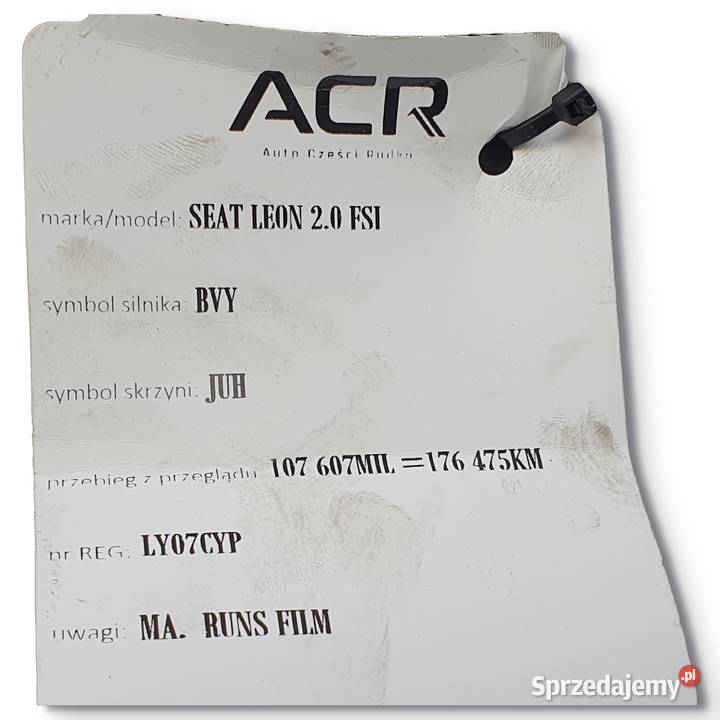 ACR
Auto Części Rudka
marka/model: SEAT LEON 2.0 FSI
symbol silnika: BVY
symbol skrzyni: JUH
przebieg z przeglądu 107 607MIL =176 475KM
nr REG: LY07CYP
uwagi: MA. RUNS FILM
Sprzedajemy.pl